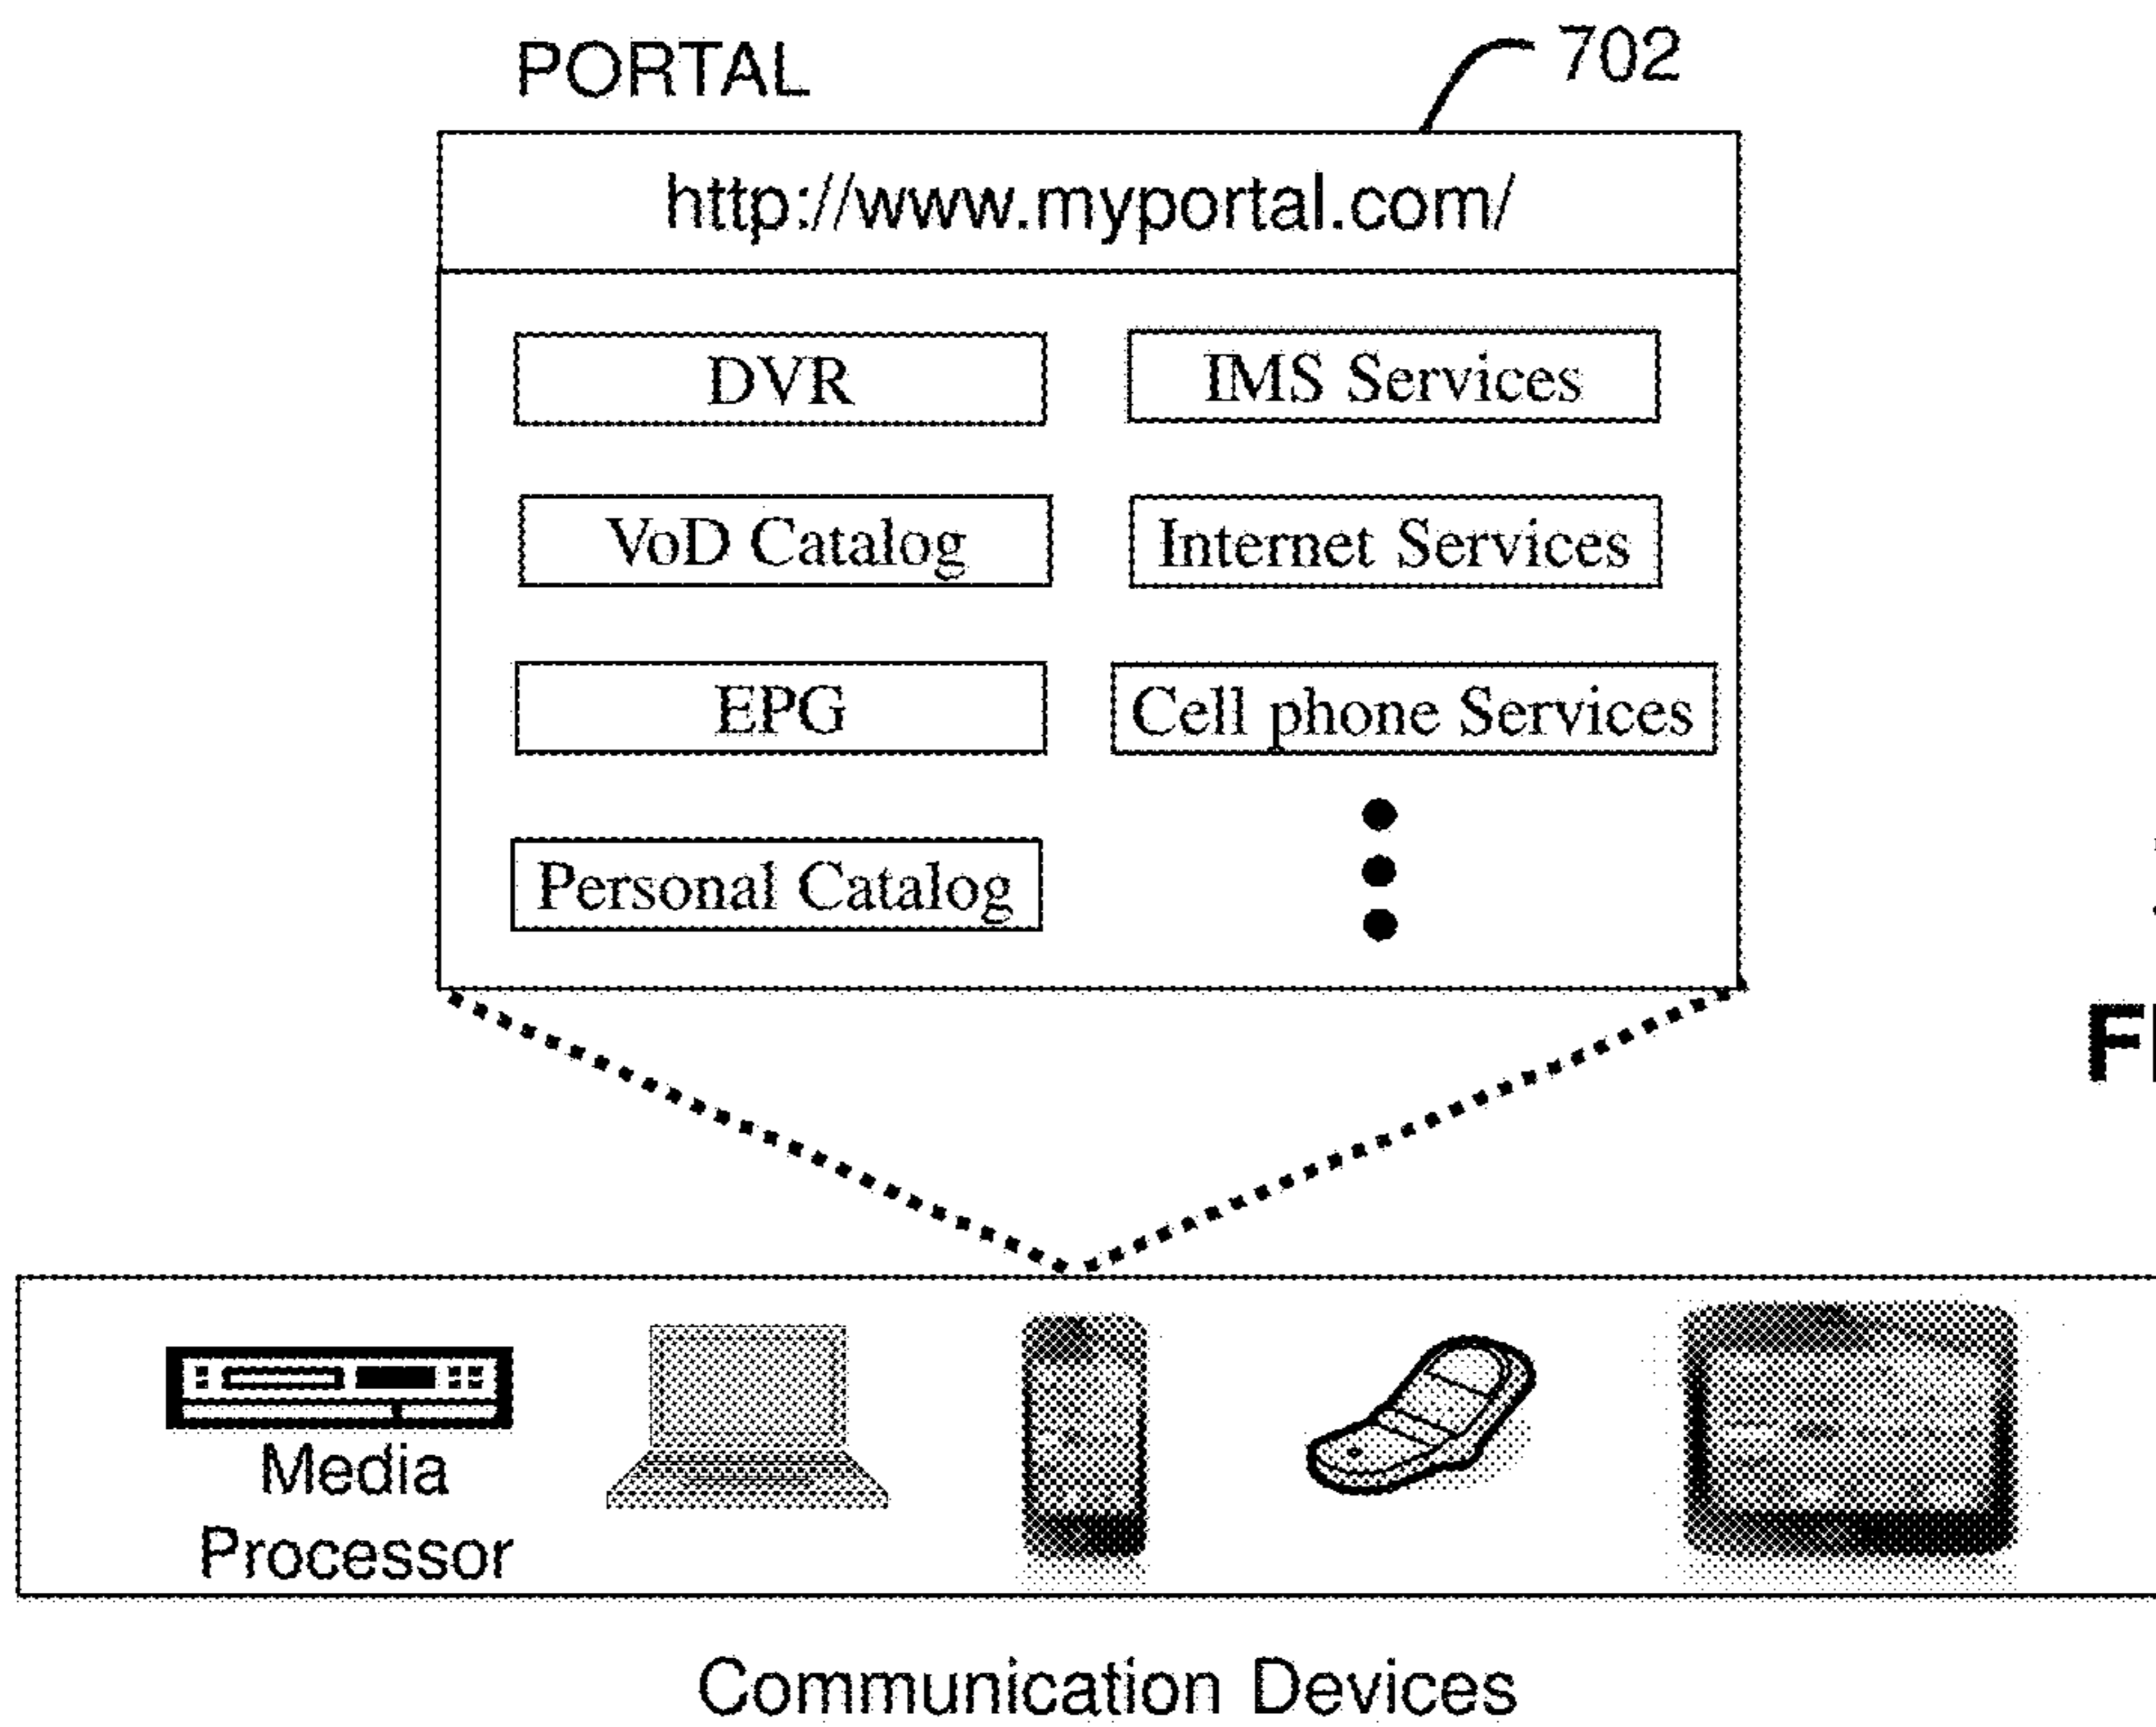 PORTAL
702
http://www.myportal.com/
DVR
IMS Services
VoD Catalog
Internet Services
EPG
Cell phone Services
Personal Catalog
Media
Processor
Communication Devices